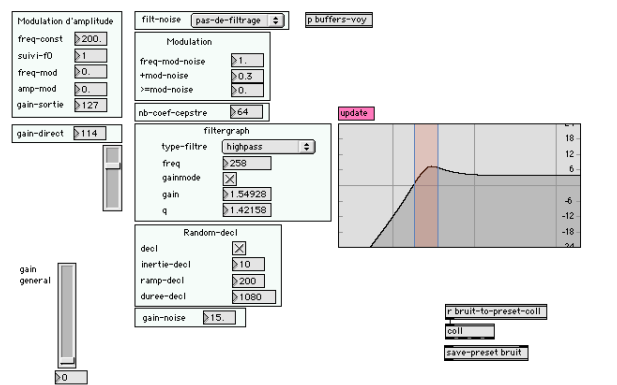 Modulation d'amplitude
freq-const 200.
suivi-f0 1
freq-mod 0.
amp-mod 0.
gain-sortie 127
gain-direct 114
filt-noise pas-de-filtrage
p buffers-voy
Modulation
freq-mod-noise 1.
+mod-noise 0.3
>=mod-noise 0.
nb-coef-cepstre 64
filtergraph
type-filtre highpass
freq 258
gainmode
gain 1.54928
q 1.42158
Random-decl
decl
inertie-decl 10
ramp-decl 200
duree-decl 1080
gain-noise 15.
gain
general
0
update
24
18
12
6
-6
-12
-18
-24
r bruit-to-preset-coll
coll
save-preset bruit